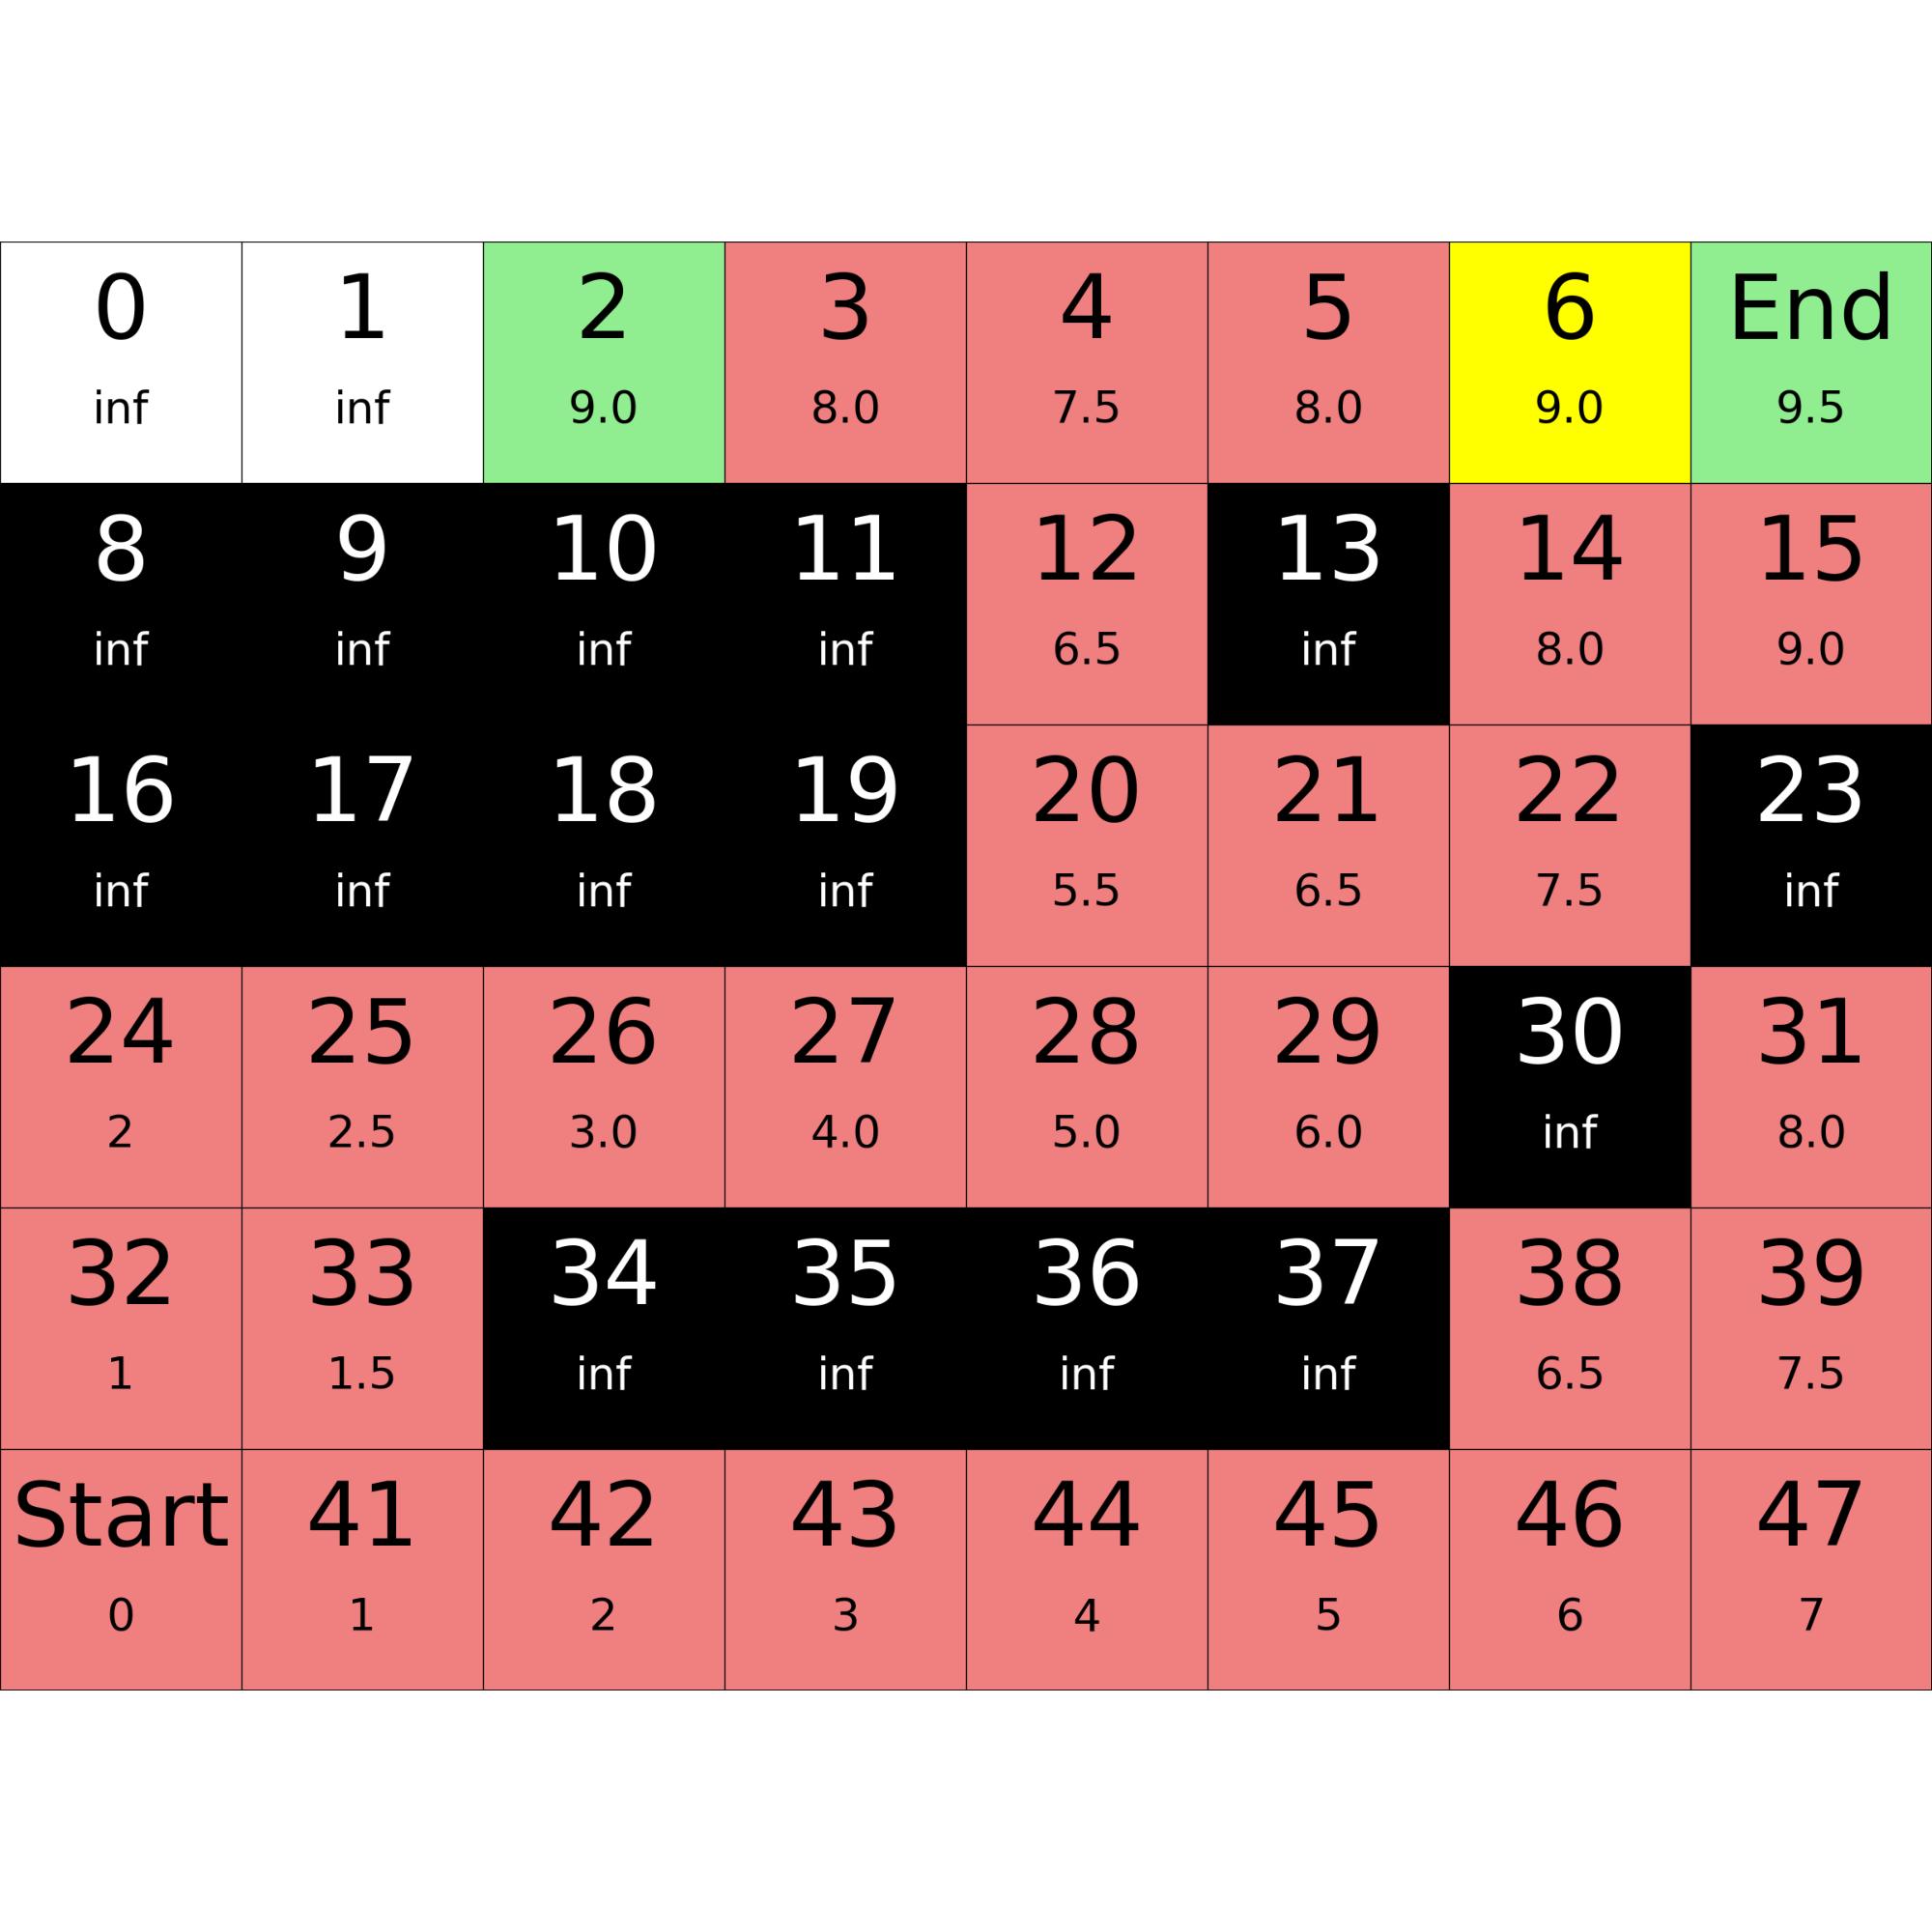 0 1 2 3 4 5 6 End
inf inf 9.0 8.0 7.5 8.0 9.0 9.5
8 9 10 11 12 13 14 15
inf inf inf inf 6.5 inf 8.0 9.0
16 17 18 19 20 21 22 23
inf inf inf inf 5.5 6.5 7.5 inf
24 25 26 27 28 29 30 31
2 2.5 3.0 4.0 5.0 6.0 inf 8.0
32 33 34 35 36 37 38 39
1 1.5 inf inf inf inf 6.5 7.5
Start 41 42 43 44 45 46 47
0 1 2 3 4 5 6 7